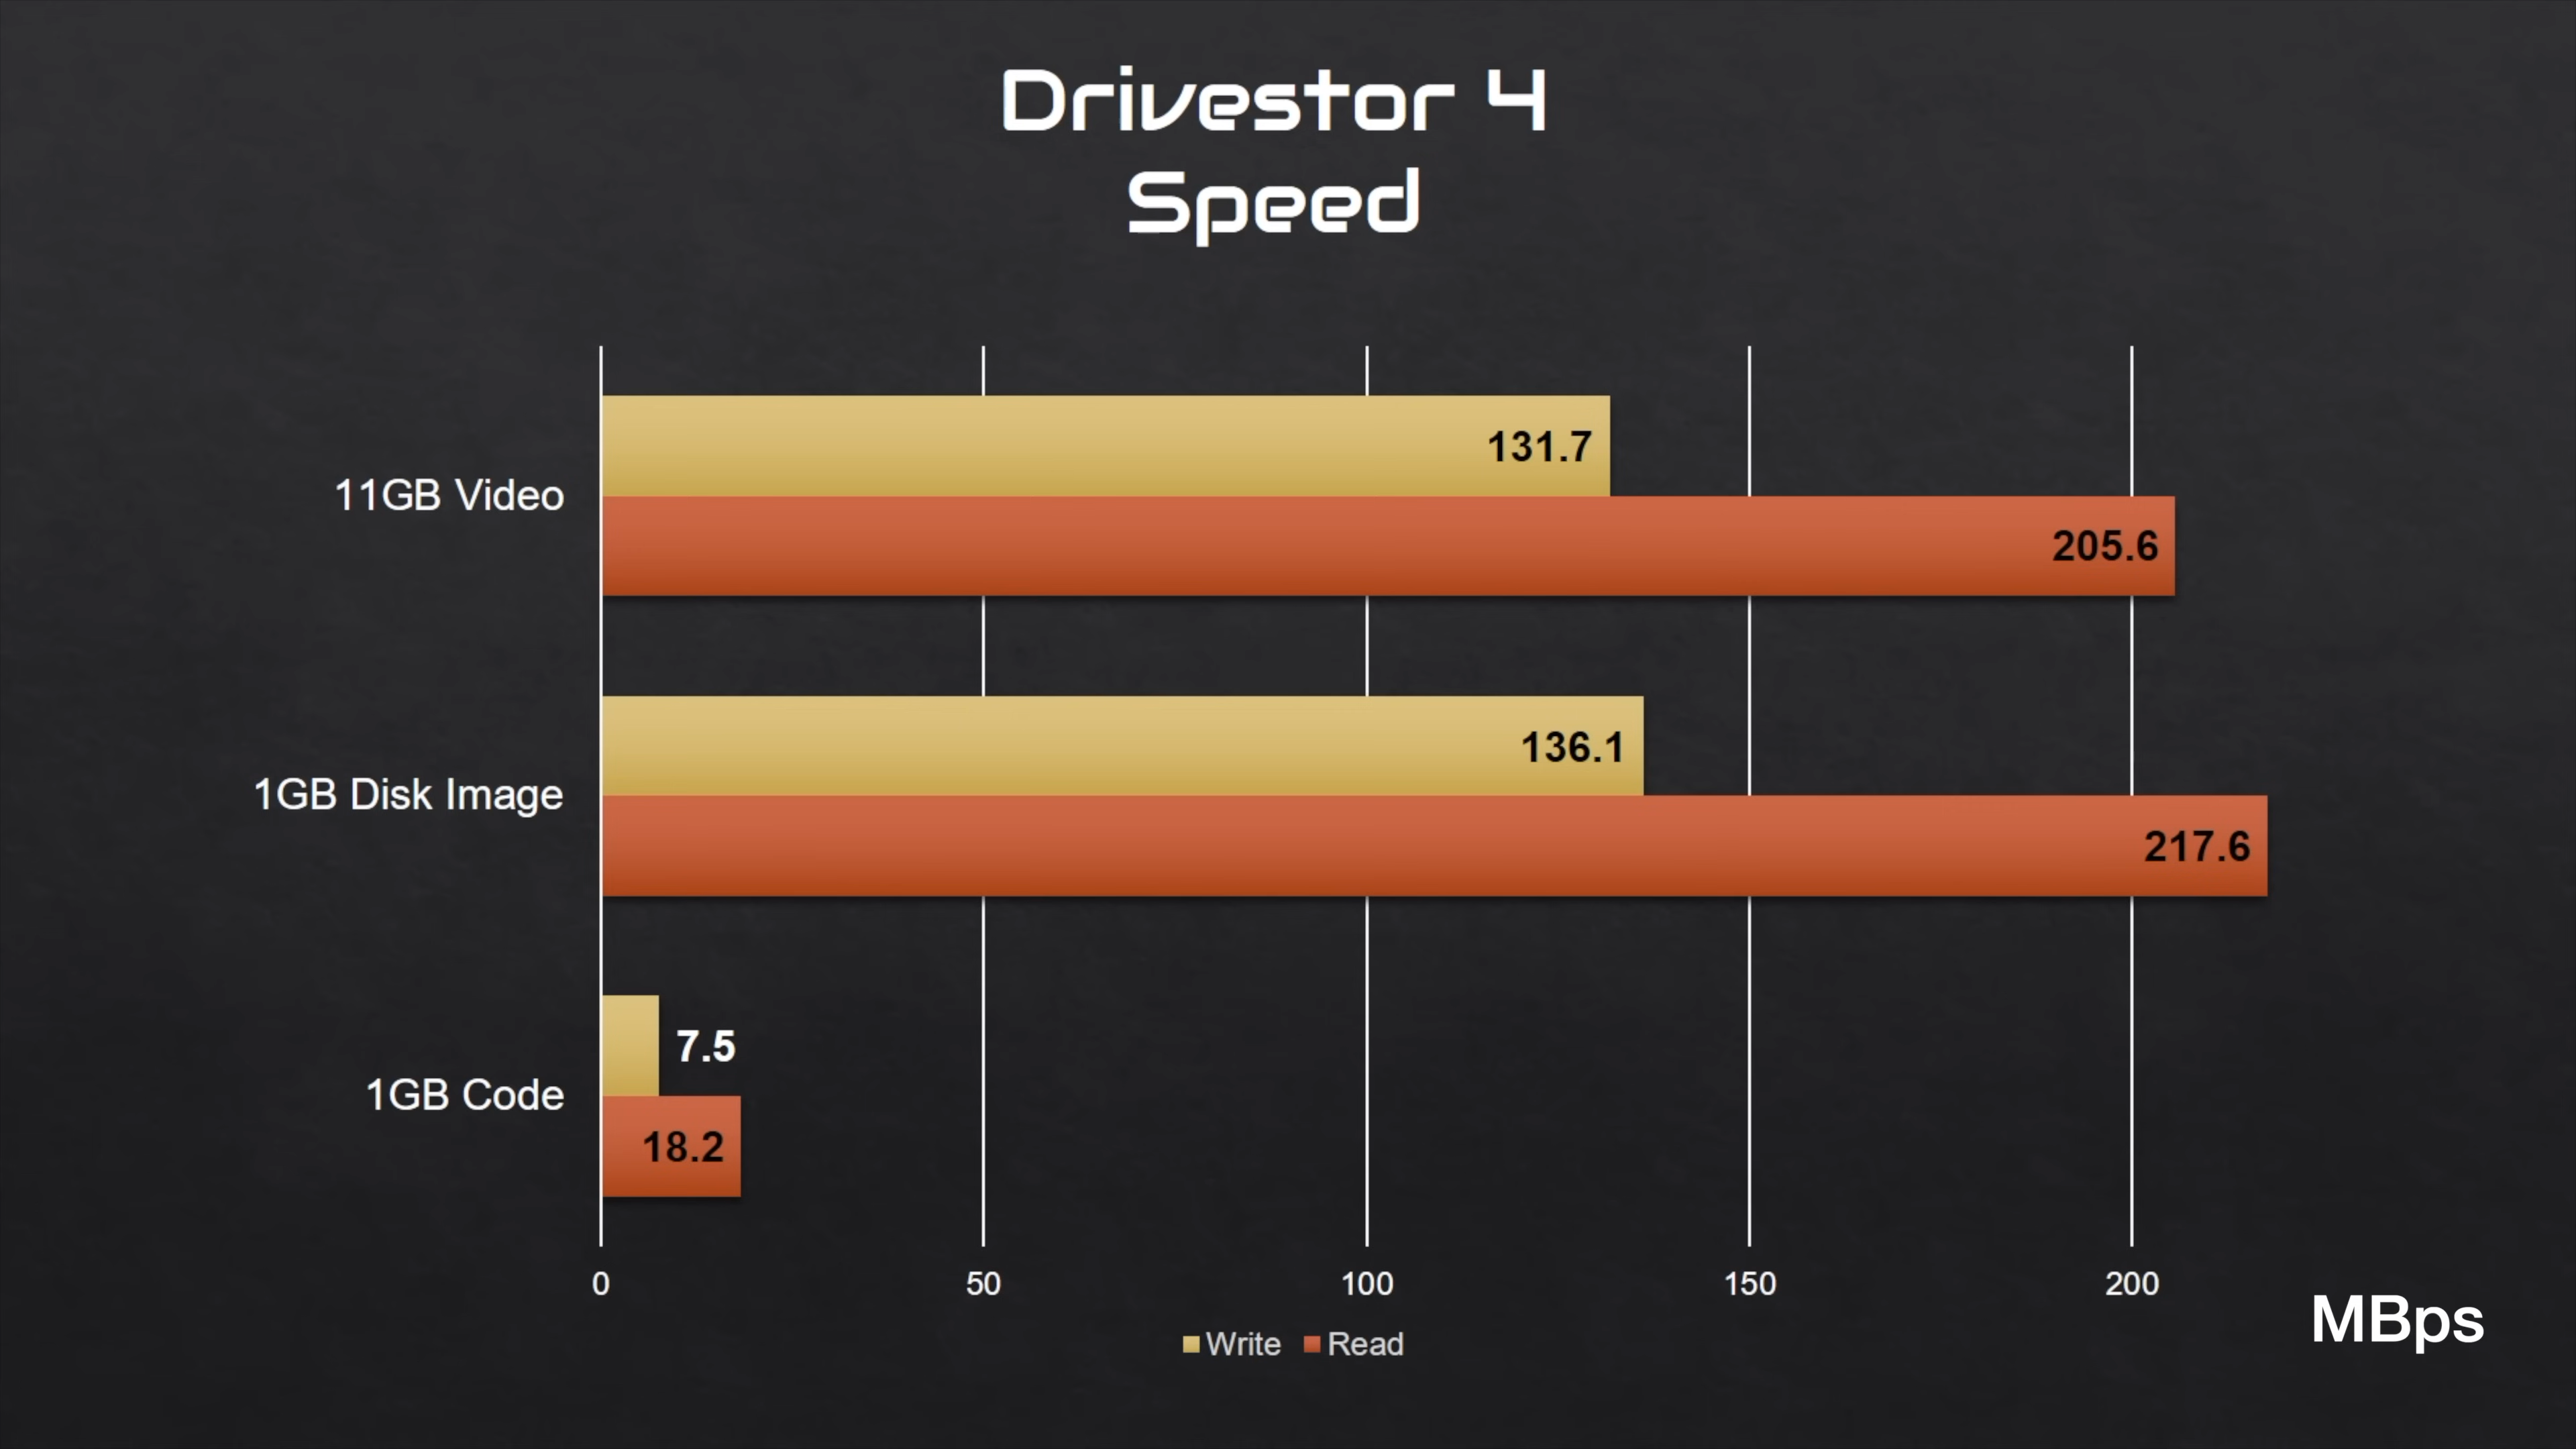 Drivestor 4
Speed
11GB Video
131.7
205.6
1GB Disk Image
136.1
217.6
1GB Code
7.5
18.2
0 50 100 150 200
MBps
Write Read